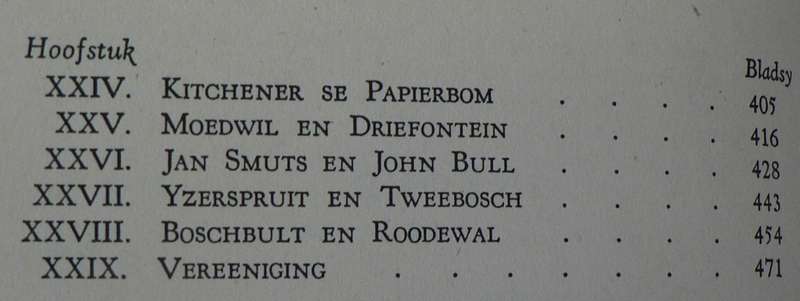 Hoofstuk Bladsy
XXIV. KITCHENER SE PAPIERBOM . . . . 405
XXV. MOEDWIL EN DRIEFONTEIN . . . . 416
XXVI. JAN SMUTS EN JOHN BULL . . . . 428
XXVII. YZERSPRUIT EN TWEEBOSCH . . . . 443
XXVIII. BOSCHBULT EN ROODEWAL . . . . 454
XXIX. VEREENIGING . . . . . . . 471